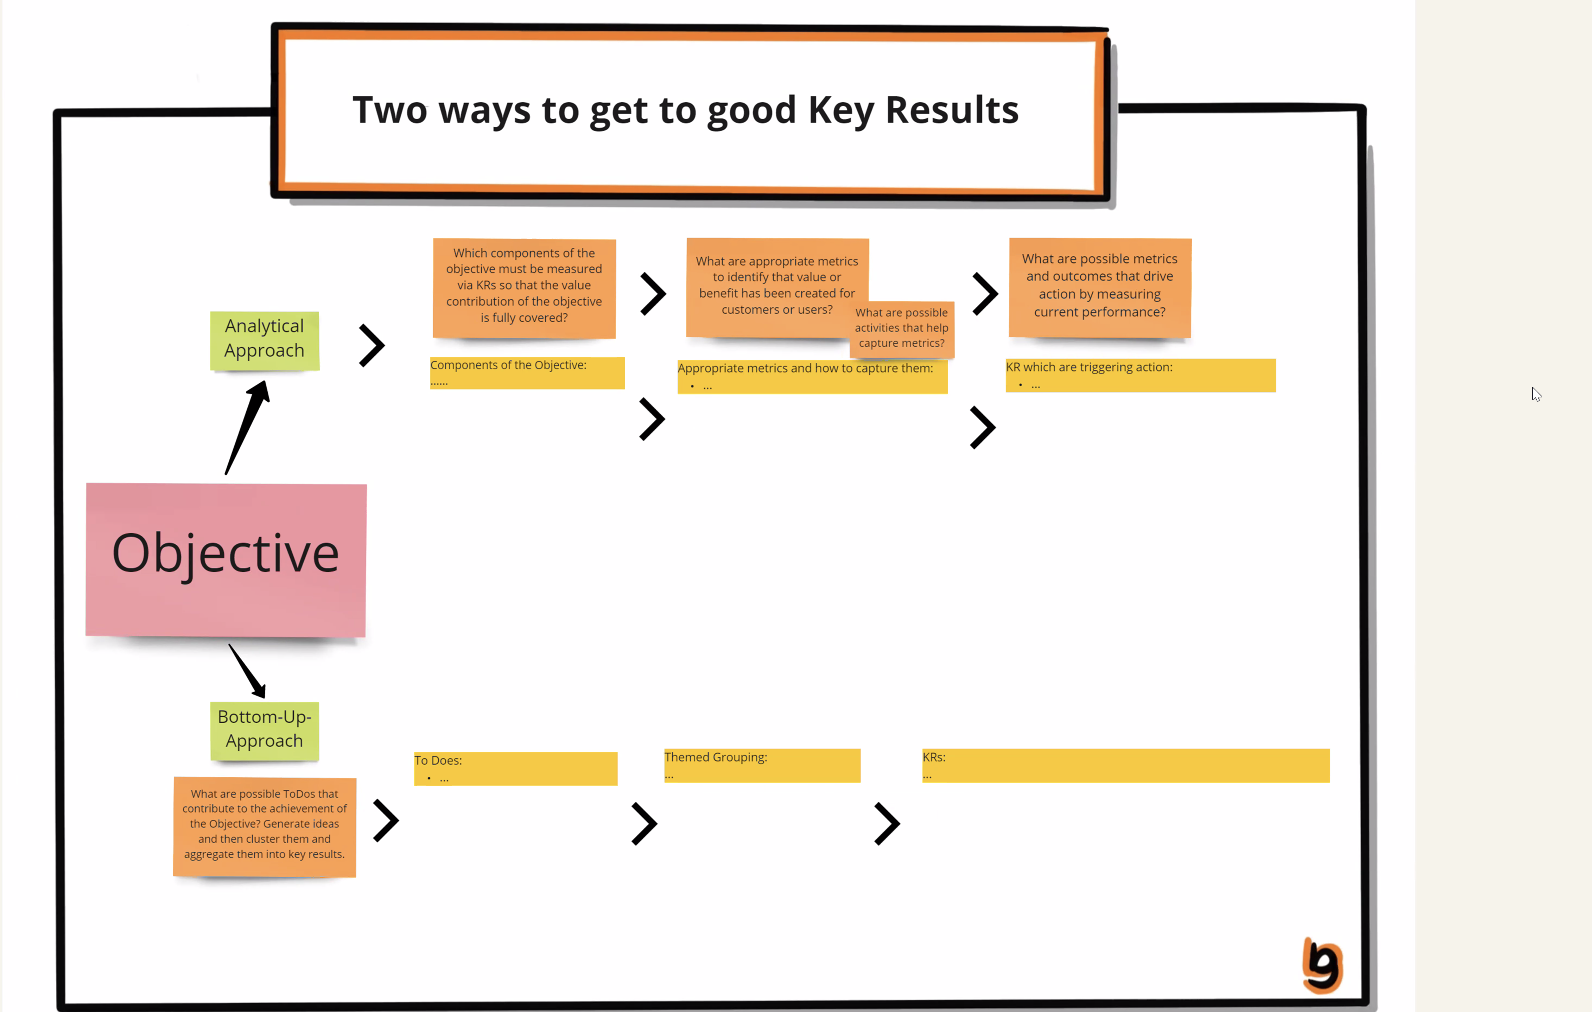 Two ways to get to good Key Results
Which components of the
objective must be measured
via KRs so that the value
contribution of the objective
is fully covered?
What are appropriate metrics
to identify that value or
benefit has been created for
customers or users?
What are possible
activities that help
capture metrics?
What are possible metrics
and outcomes that drive
action by measuring
current performance?
Analytical
Approach
Components of the Objective:
......
Appropriate metrics and how to capture them:
• ...
KR which are triggering action:
• ...
Objective
Bottom-Up-
Approach
What are possible ToDos that
contribute to the achievement of
the Objective? Generate ideas
and then cluster them and
aggregate them into key results.
To Does:
• ...
Themed Grouping:
...
KRs:
...